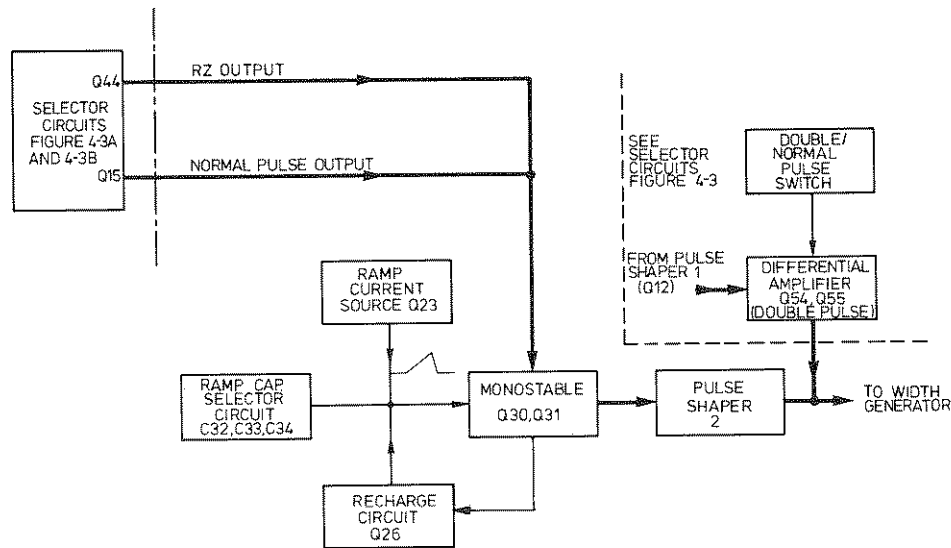 Q44
RZ OUTPUT
SELECTOR
CIRCUITS
FIGURE 4-3A
AND 4-3B
Q15
NORMAL PULSE OUTPUT
SEE
SELECTOR
CIRCUITS
FIGURE 4-3
DOUBLE/
NORMAL
PULSE
SWITCH
FROM PULSE
SHAPER 1
(Q12)
DIFFERENTIAL
AMPLIFIER
Q54,Q55
(DOUBLE PULSE)
RAMP
CURRENT
SOURCE Q23
RAMP CAP
SELECTOR
CIRCUIT
C32,C33,C34
MONOSTABLE
Q30,Q31
PULSE
SHAPER
2
TO WIDTH
GENERATOR
RECHARGE
CIRCUIT
Q26